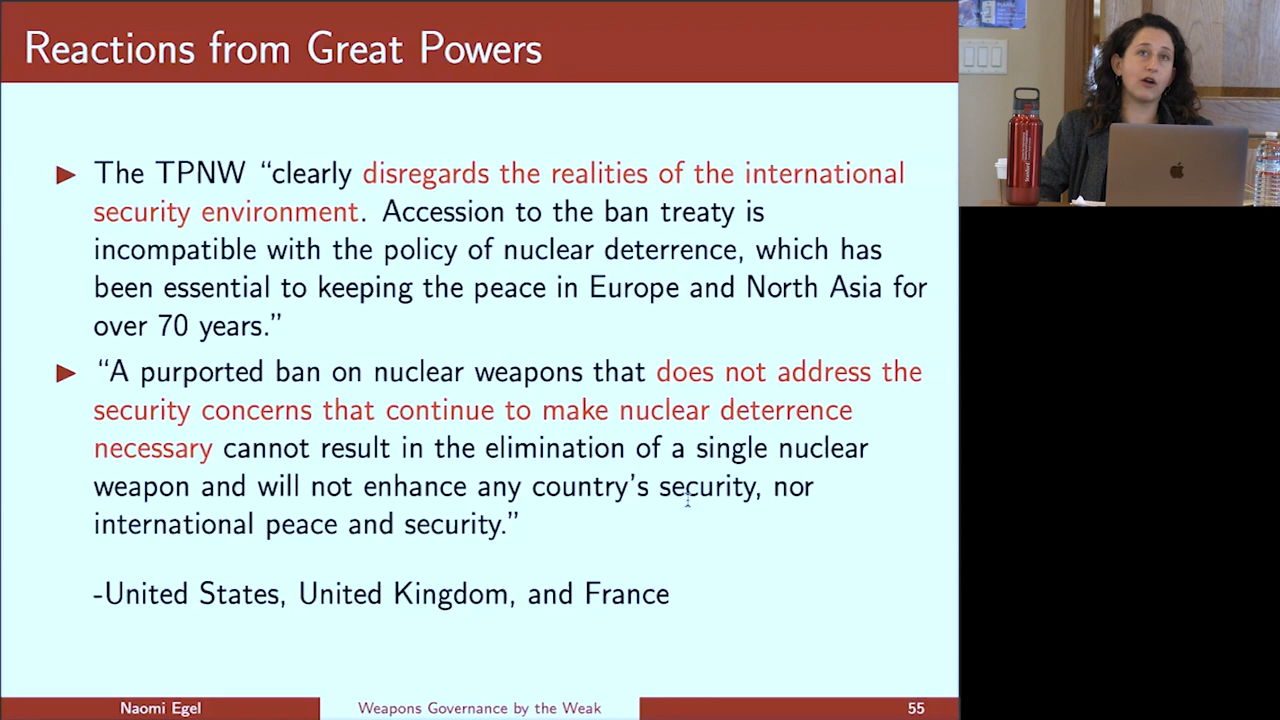 Reactions from Great Powers
▶ The TPNW “clearly disregards the realities of the international
security environment. Accession to the ban treaty is
incompatible with the policy of nuclear deterrence, which has
been essential to keeping the peace in Europe and North Asia for
over 70 years.”
▶ “A purported ban on nuclear weapons that does not address the
security concerns that continue to make nuclear deterrence
necessary cannot result in the elimination of a single nuclear
weapon and will not enhance any country’s security, nor
international peace and security.”
-United States, United Kingdom, and France
Naomi Egel
Weapons Governance by the Weak
55
Stanford